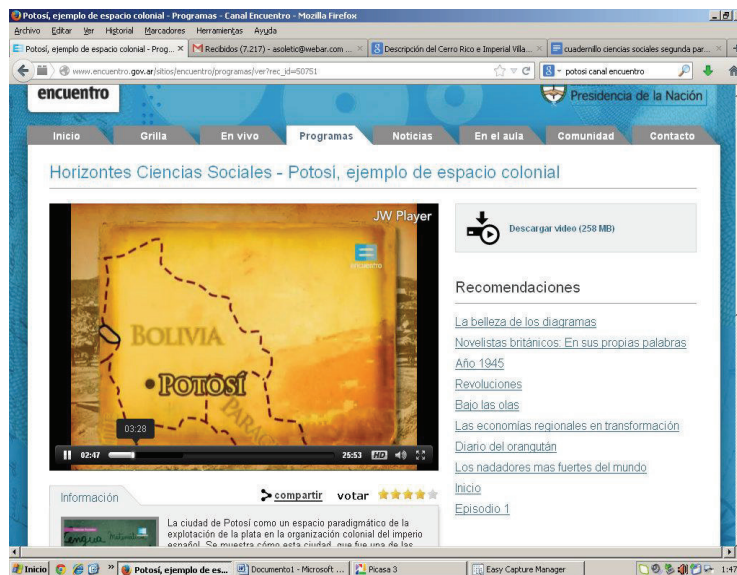 Potosí, ejemplo de espacio colonial - Programas - Canal Encuentro - Mozilla Firefox
Archivo Editar Ver Historial Marcadores Herramientas Ayuda
Potosí, ejemplo de espacio colonial - Prog... × Recibidos (7.217) - asoletic@webar.com ... × Descripción del Cerro Rico e Imperial Villa... × cuadernillo ciencias sociales segunda par... ×
www.encuentro.gov.ar/sitios/encuentro/programas/ver?rec_id=50751
potosi canal encuentro
encuentro
Presidencia de la Nación
Inicio Grilla En vivo Programas Noticias En el aula Comunidad Contacto
Horizontes Ciencias Sociales - Potosí, ejemplo de espacio colonial
JW Player
encuentro
BOLIVIA
POTOSÍ
PARAG
03:28
02:47 25:53 HD
Descargar video (258 MB)
Recomendaciones
La belleza de los diagramas
Novelistas británicos: En sus propias palabras
Año 1945
Revoluciones
Bajo las olas
Las economías regionales en transformación
Diario del orangután
Los nadadores mas fuertes del mundo
Inicio
Episodio 1
Información compartir votar
La ciudad de Potosí como un espacio paradigmático de la
explotación de la plata en la organización colonial del imperio
español. Se muestra cómo esta ciudad, que fue una de las
Lengua
Inicio Potosí, ejemplo de es... Documento1 - Microsoft ... Picasa 3 Easy Capture Manager 1:47